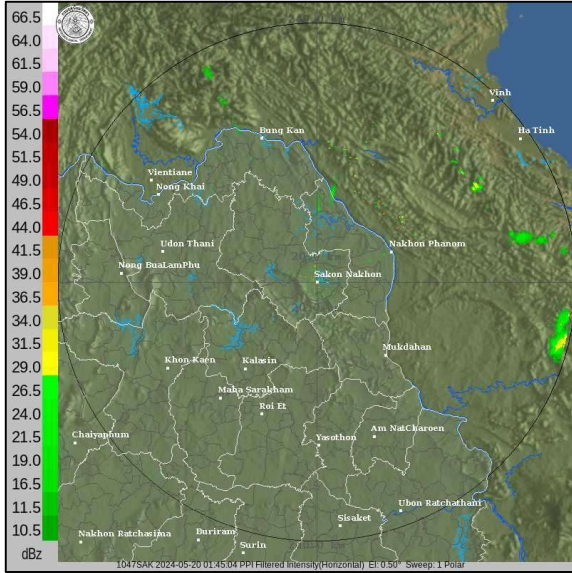 66.5
64.0
61.5
59.0
56.5
54.0
51.5
49.0
46.5
44.0
41.5
39.0
36.5
34.0
31.5
29.0
26.5
24.0
21.5
19.0
16.5
14.0
11.5
10.5
dBz
Vinh
Ha Tinh
Bung Kan
Vientiane
Nong Khai
Udon Thani
Nakhon Phanom
Nong BuaLamPhu
Sakon Nakhon
Mukdahan
Khon Kaen
Kalasin
Maha Sarakham
Roi Et
Chaiyaphum
Yasothon
Am NatCharoen
Ubon Ratchathani
Sisaket
Nakhon Ratchasima
Buriram
Surin
1047SAK 2024-05-20 01:45:04 PPI Filtered Intensity(Horizontal) El: 0.50° Sweep: 1 Polar